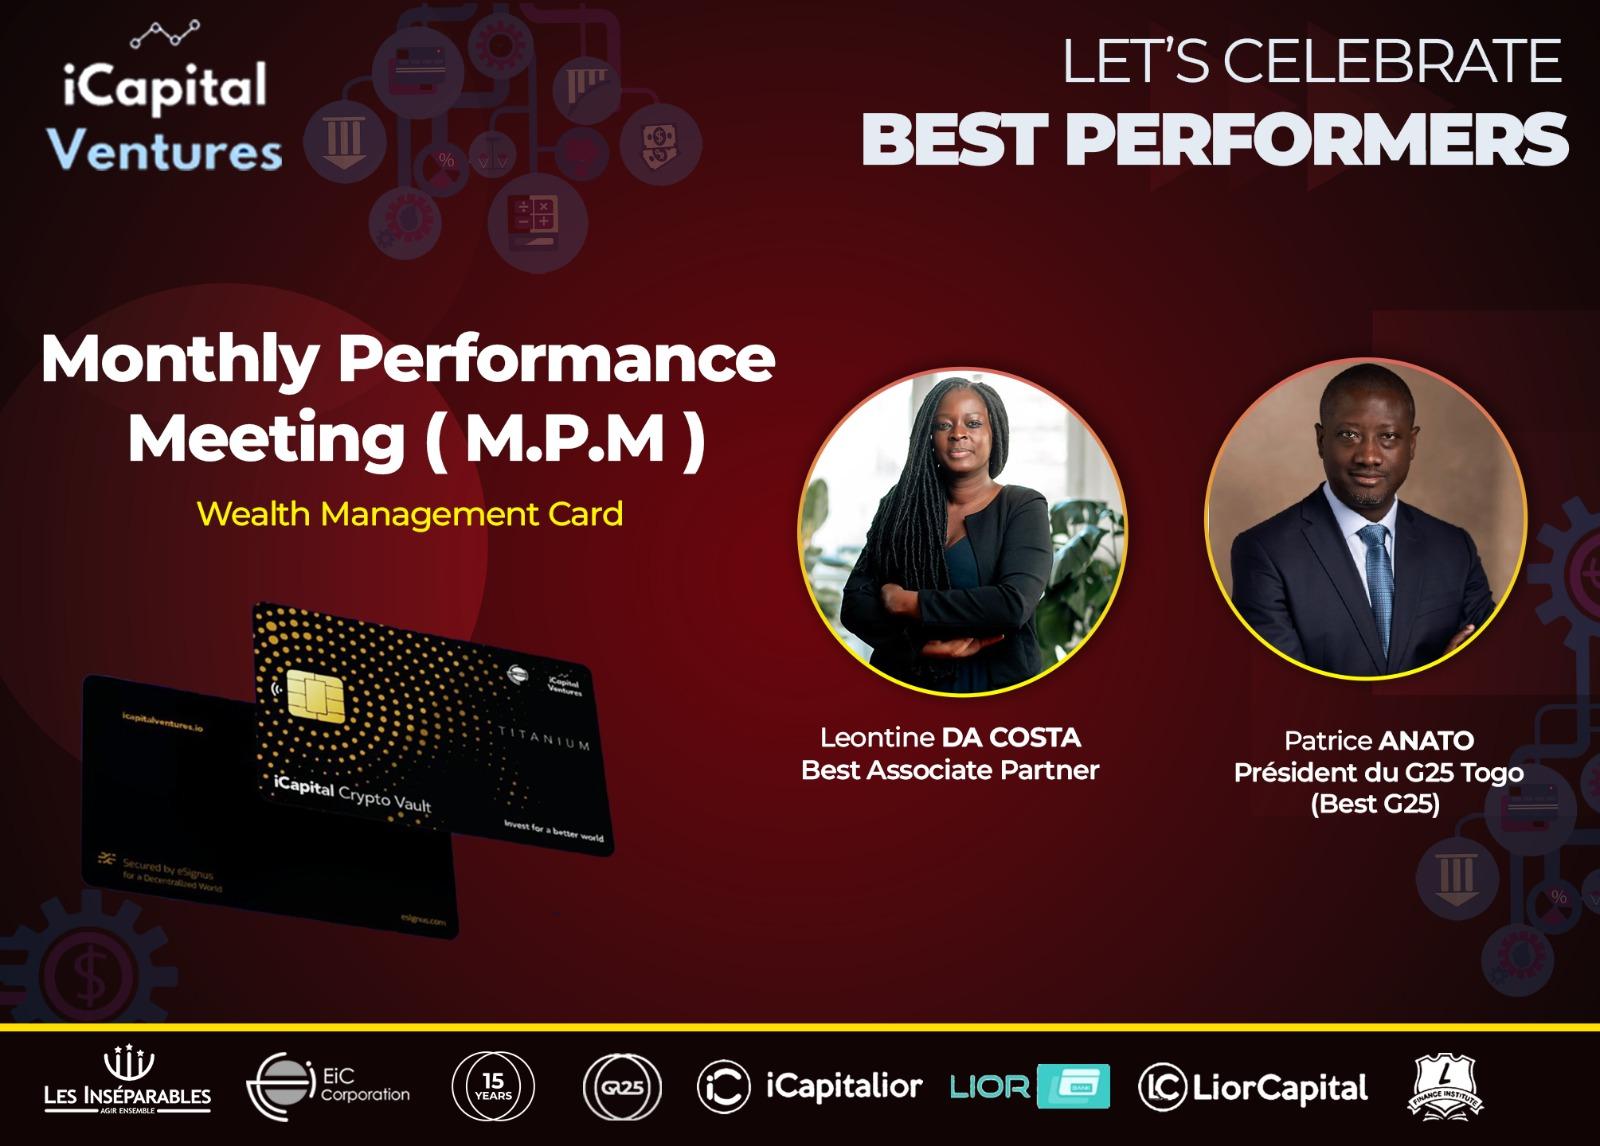 iCapital
Ventures
LET'S CELEBRATE
BEST PERFORMERS
Monthly Performance
Meeting ( M.P.M )
Wealth Management Card
icapitalventures.io
iCapital
Ventures
TITANIUM
iCapital Crypto Vault
Invest for a better world
Secured by eSignus
for a Decentralized World
esignus.com
Leontine DA COSTA
Best Associate Partner
Patrice ANATO
Président du G25 Togo
(Best G25)
LES INSÉPARABLES
AGIR ENSEMBLE
EiC
Corporation
15
YEARS
GR25
iC iCapitalior
LIOR BANK
LC LiorCapital
L
FINANCE INSTITUTE